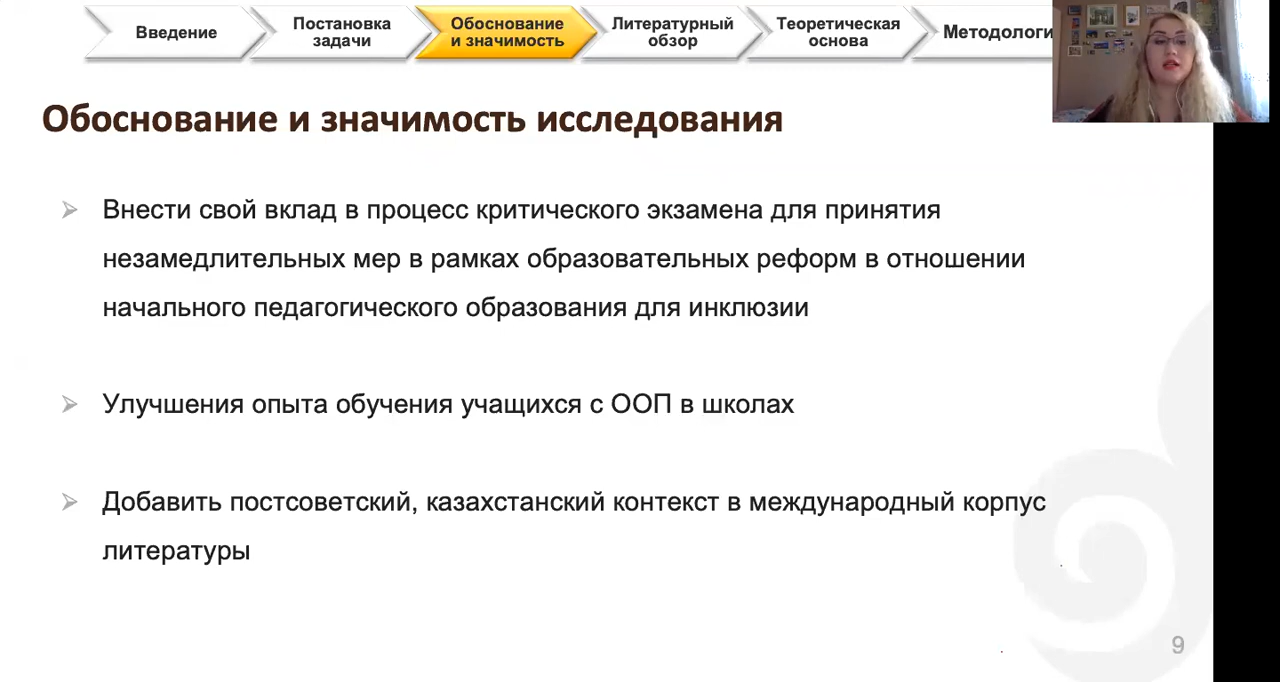 Введение
Постановка
задачи
Обоснование
и значимость
Литературный
обзор
Теоретическая
основа
Методологи
Обоснование и значимость исследования
Внести свой вклад в процесс критического экзамена для принятия
незамедлительных мер в рамках образовательных реформ в отношении
начального педагогического образования для инклюзии
Улучшения опыта обучения учащихся с ООП в школах
Добавить постсоветский, казахстанский контекст в международный корпус
литературы
9